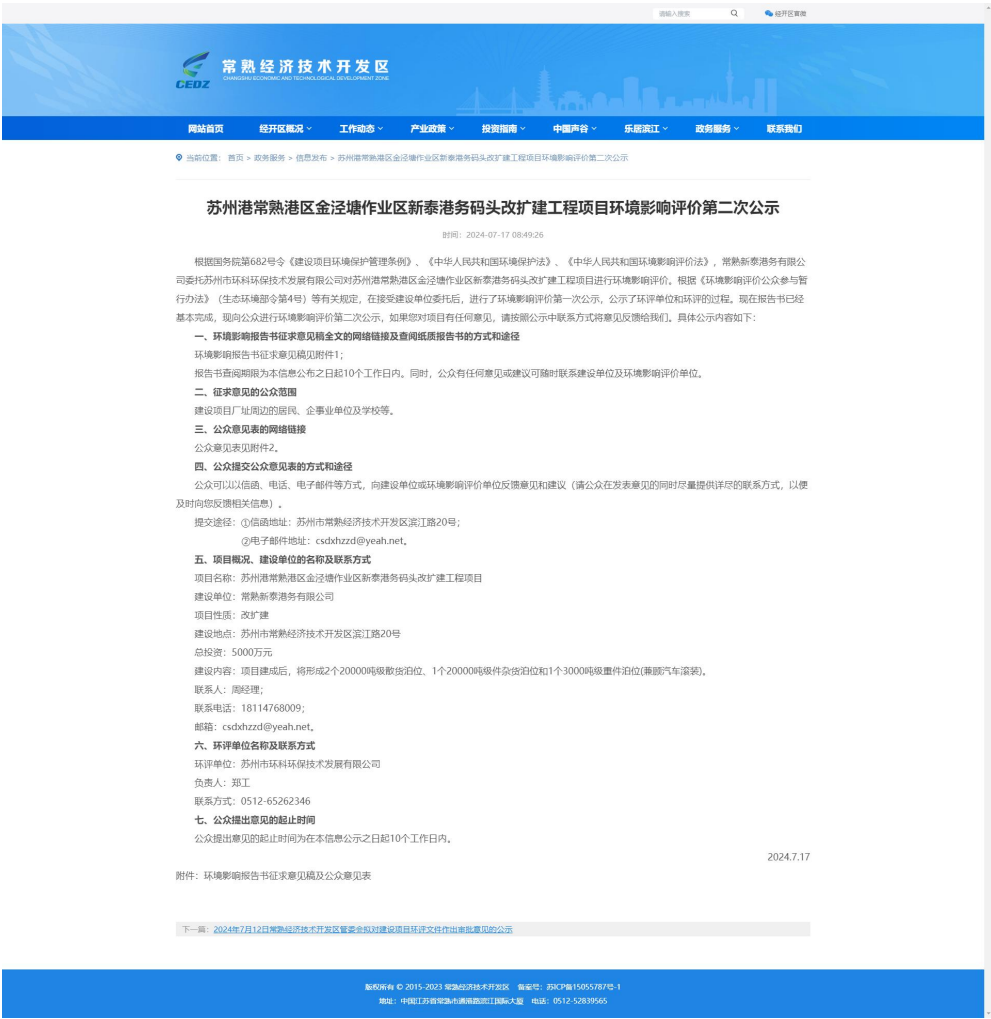 请输入搜索
经开区官微
常熟经济技术开发区
CHANGSHU ECONOMIC AND TECHNOLOGICAL DEVELOPMENT ZONE
CEDZ
网站首页 经开区概况 工作动态 产业政策 投资指南 中国声谷 乐居滨江 政务服务 联系我们
当前位置： 首页 > 政务服务 > 信息发布 > 苏州港常熟港区金泾塘作业区新泰港务码头改扩建工程项目环境影响评价第二次公示
苏州港常熟港区金泾塘作业区新泰港务码头改扩建工程项目环境影响评价第二次公示
时间：2024-07-17 08:49:26
根据国务院第682号令《建设项目环境保护管理条例》、《中华人民共和国环境保护法》、《中华人民共和国环境影响评价法》，常熟新泰港务有限公
司委托苏州市环科环保技术发展有限公司对苏州港常熟港区金泾塘作业区新泰港务码头改扩建工程项目进行环境影响评价。根据《环境影响评价公众参与暂
行办法》（生态环境部令第4号）等有关规定，在接受建设单位委托后，进行了环境影响评价第一次公示，公示了环评单位和环评的过程。现在报告书已经
基本完成，现向公众进行环境影响评价第二次公示，如果您对项目有任何意见，请按照公示中联系方式将意见反馈给我们。具体公示内容如下：
一、环境影响报告书征求意见稿全文的网络链接及查阅纸质报告书的方式和途径
环境影响报告书征求意见稿见附件1；
报告书查阅期限为本信息公布之日起10个工作日内。同时，公众有任何意见或建议可随时联系建设单位及环境影响评价单位。
二、征求意见的公众范围
建设项目厂址周边的居民、企事业单位及学校等。
三、公众意见表的网络链接
公众意见表见附件2。
四、公众提交公众意见表的方式和途径
公众可以以信函、电话、电子邮件等方式，向建设单位或环境影响评价单位反馈意见和建议（请公众在发表意见的同时尽量提供详尽的联系方式，以便
及时向您反馈相关信息）。
提交途径：①信函地址：苏州市常熟经济技术开发区滨江路20号；
②电子邮件地址：csdxhzzd@yeah.net。
五、项目概况、建设单位的名称及联系方式
项目名称：苏州港常熟港区金泾塘作业区新泰港务码头改扩建工程项目
建设单位：常熟新泰港务有限公司
项目性质：改扩建
建设地点：苏州市常熟经济技术开发区滨江路20号
总投资：5000万元
建设内容：项目建成后，将形成2个20000吨级散货泊位、1个20000吨级件杂货泊位和1个3000吨级重件泊位(兼顾汽车滚装)。
联系人：周经理；
联系电话：18114768009；
邮箱：csdxhzzd@yeah.net。
六、环评单位名称及联系方式
环评单位：苏州市环科环保技术发展有限公司
负责人：郑工
联系方式：0512-65262346
七、公众提出意见的起止时间
公众提出意见的起止时间为在本信息公示之日起10个工作日内。
2024.7.17
附件：环境影响报告书征求意见稿及公众意见表
下一篇：2024年7月12日常熟经济技术开发区管委会拟对建设项目环评文件作出审批意见的公示
版权所有 © 2015-2023 常熟经济技术开发区 备案号：苏ICP备15055787号-1
地址：中国江苏省常熟市通港路滨江国际大厦 电话：0512-52839565